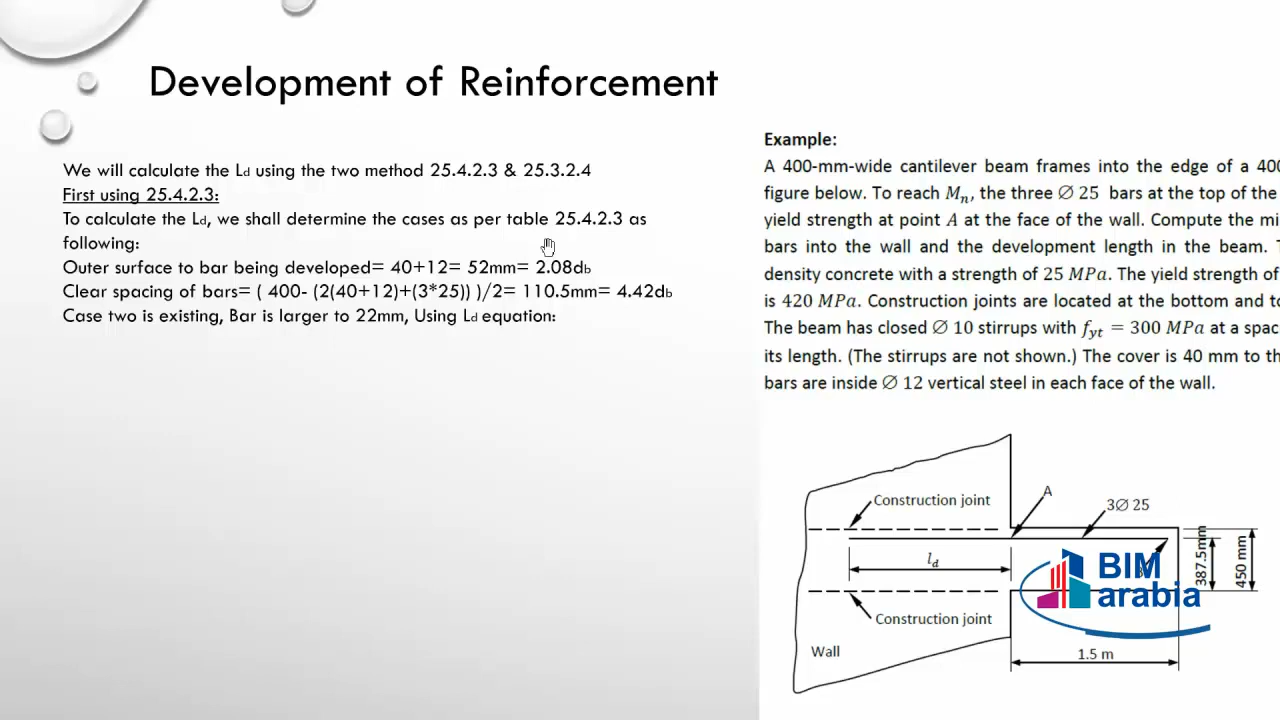 Development of Reinforcement
We will calculate the Ld using the two method 25.4.2.3 & 25.3.2.4
First using 25.4.2.3:
To calculate the Ld, we shall determine the cases as per table 25.4.2.3 as
following:
Outer surface to bar being developed= 40+12= 52mm= 2.08db
Clear spacing of bars= ( 400- (2(40+12)+(3*25)) )/2= 110.5mm= 4.42db
Case two is existing, Bar is larger to 22mm, Using Ld equation:
Example:
A 400-mm-wide cantilever beam frames into the edge of a 400
figure below. To reach Mn, the three Ø 25 bars at the top of the
yield strength at point A at the face of the wall. Compute the mi
bars into the wall and the development length in the beam. T
density concrete with a strength of 25 MPa. The yield strength of
is 420 MPa. Construction joints are located at the bottom and to
The beam has closed Ø 10 stirrups with fyt = 300 MPa at a spac
its length. (The stirrups are not shown.) The cover is 40 mm to th
bars are inside Ø 12 vertical steel in each face of the wall.
A
Construction joint
3Ø 25
ld
387.5mm
450 mm
BIM
arabia
Construction joint
Wall
1.5 m